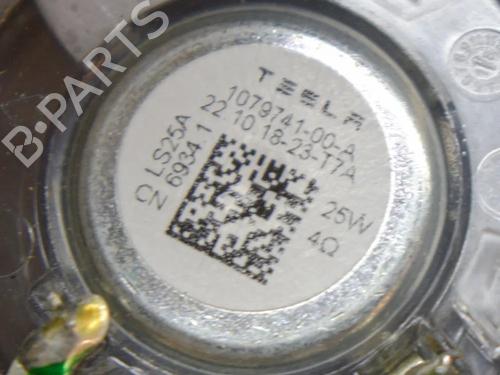 TESLA
1079741-00-A
22.10.18-23-T7A
LS25A
6934 1
CN
25W
4Ω
B-PARTS